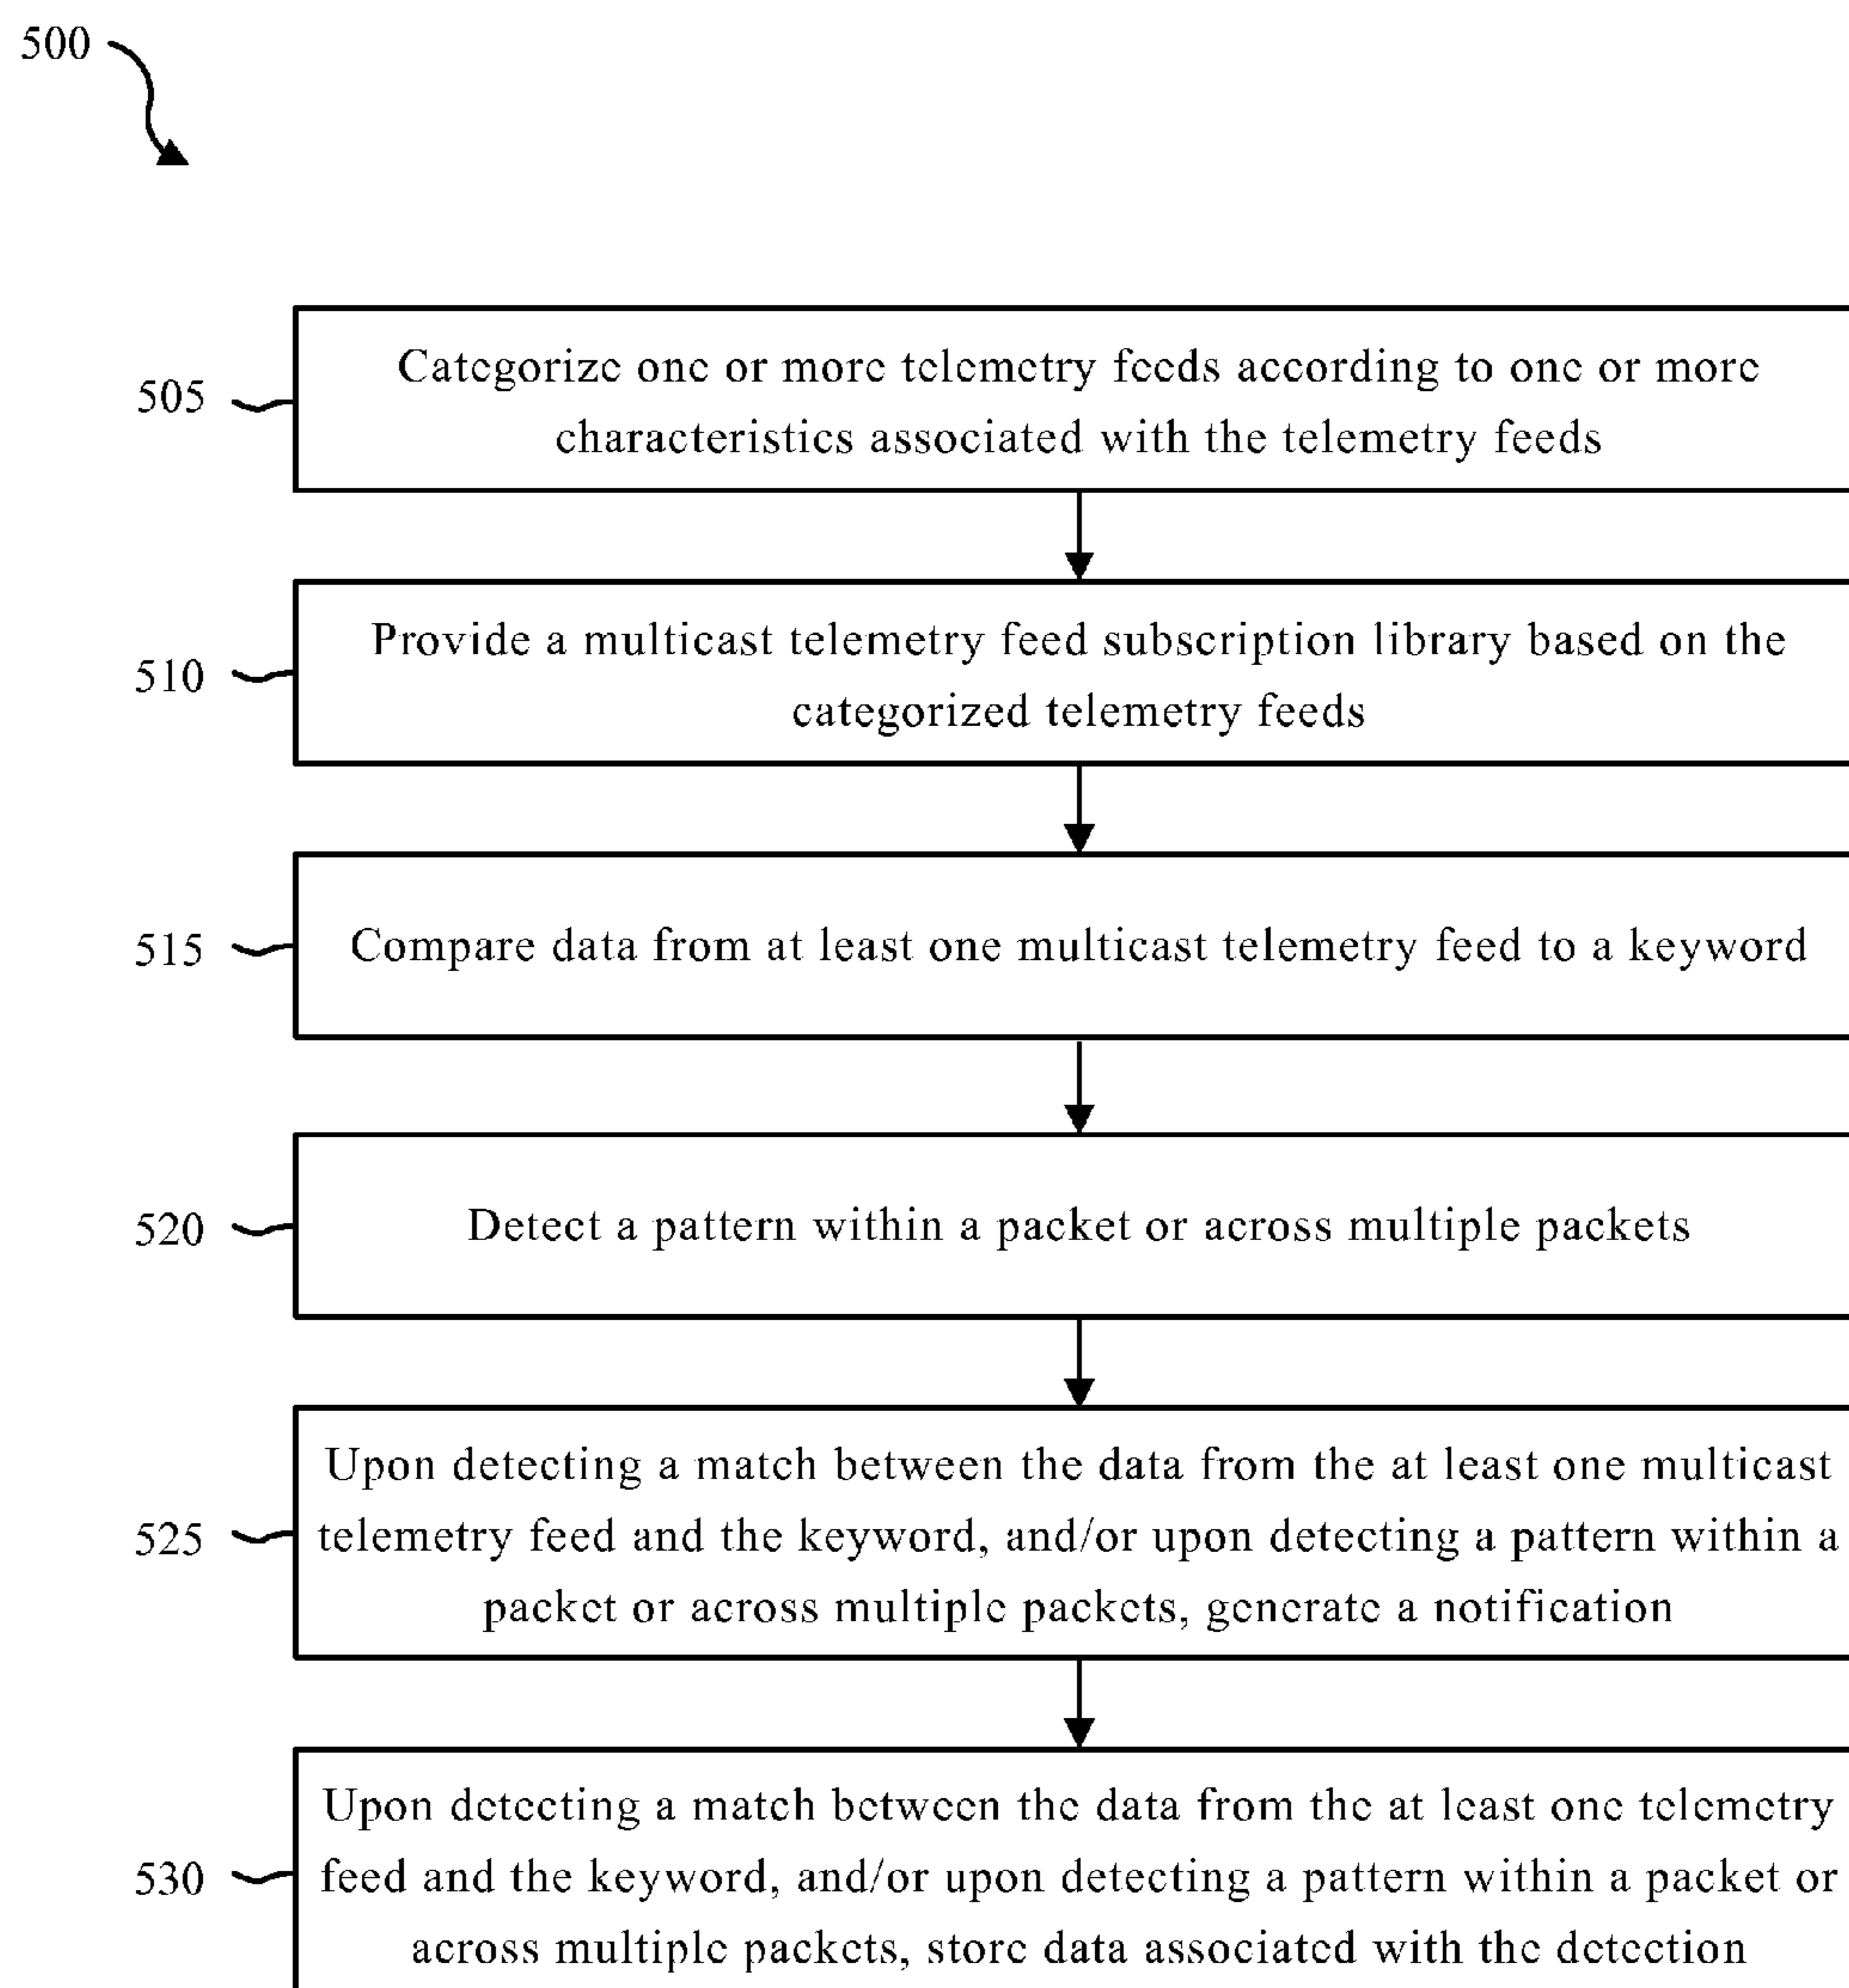 500
505
Categorize one or more telemetry feeds according to one or more
characteristics associated with the telemetry feeds
510
Provide a multicast telemetry feed subscription library based on the
categorized telemetry feeds
515
Compare data from at least one multicast telemetry feed to a keyword
520
Detect a pattern within a packet or across multiple packets
525
Upon detecting a match between the data from the at least one multicast
telemetry feed and the keyword, and/or upon detecting a pattern within a
packet or across multiple packets, generate a notification
530
Upon detecting a match between the data from the at least one telemetry
feed and the keyword, and/or upon detecting a pattern within a packet or
across multiple packets, store data associated with the detection